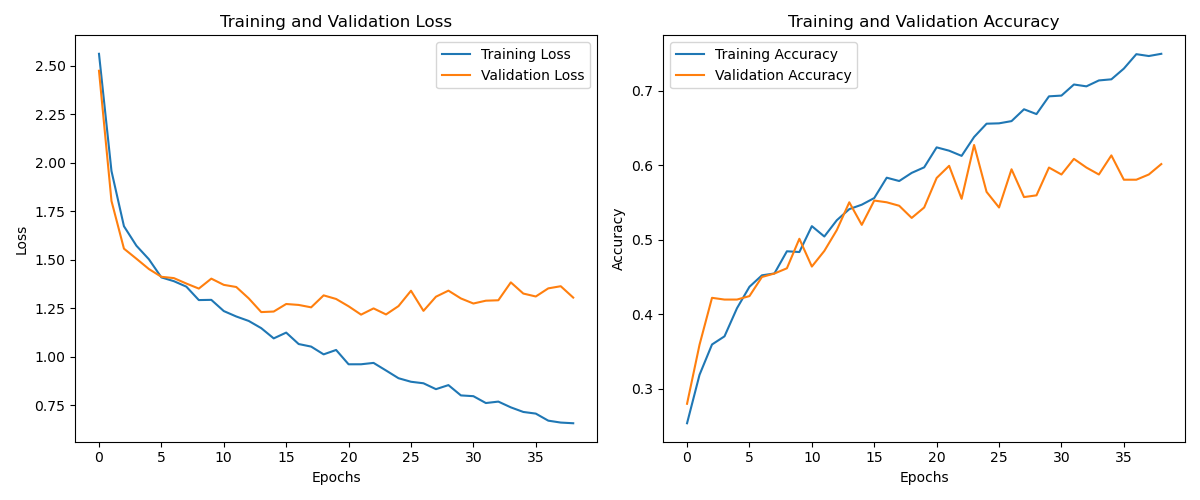 Training and Validation Loss
Training Loss
Validation Loss
2.50
2.25
2.00
1.75
1.50
1.25
1.00
0.75
Loss
0 5 10 15 20 25 30 35
Epochs
Training and Validation Accuracy
Training Accuracy
Validation Accuracy
0.7
0.6
0.5
0.4
0.3
Accuracy
0 5 10 15 20 25 30 35
Epochs